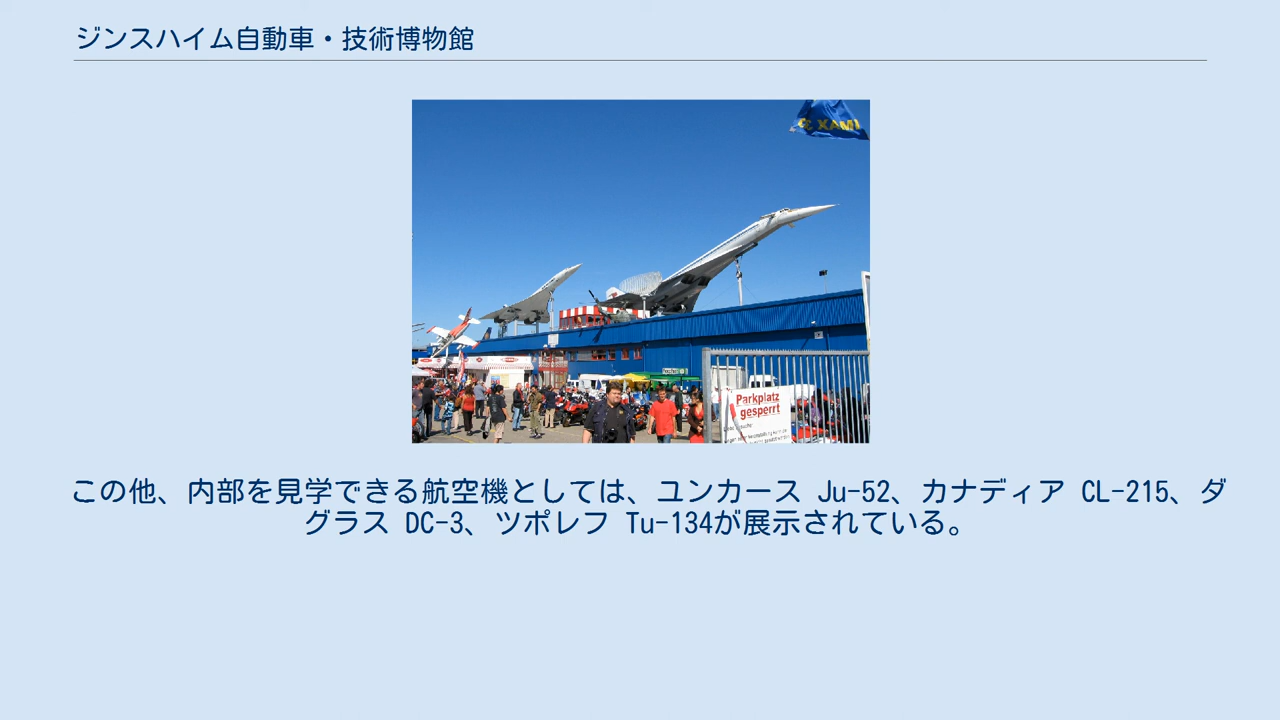 ジンスハイム自動車・技術博物館
この他、内部を見学できる航空機としては、ユンカース Ju-52、カナディア CL-215、ダ
グラス DC-3、ツポレフ Tu-134が展示されている。
Parkplatz
gesperrt